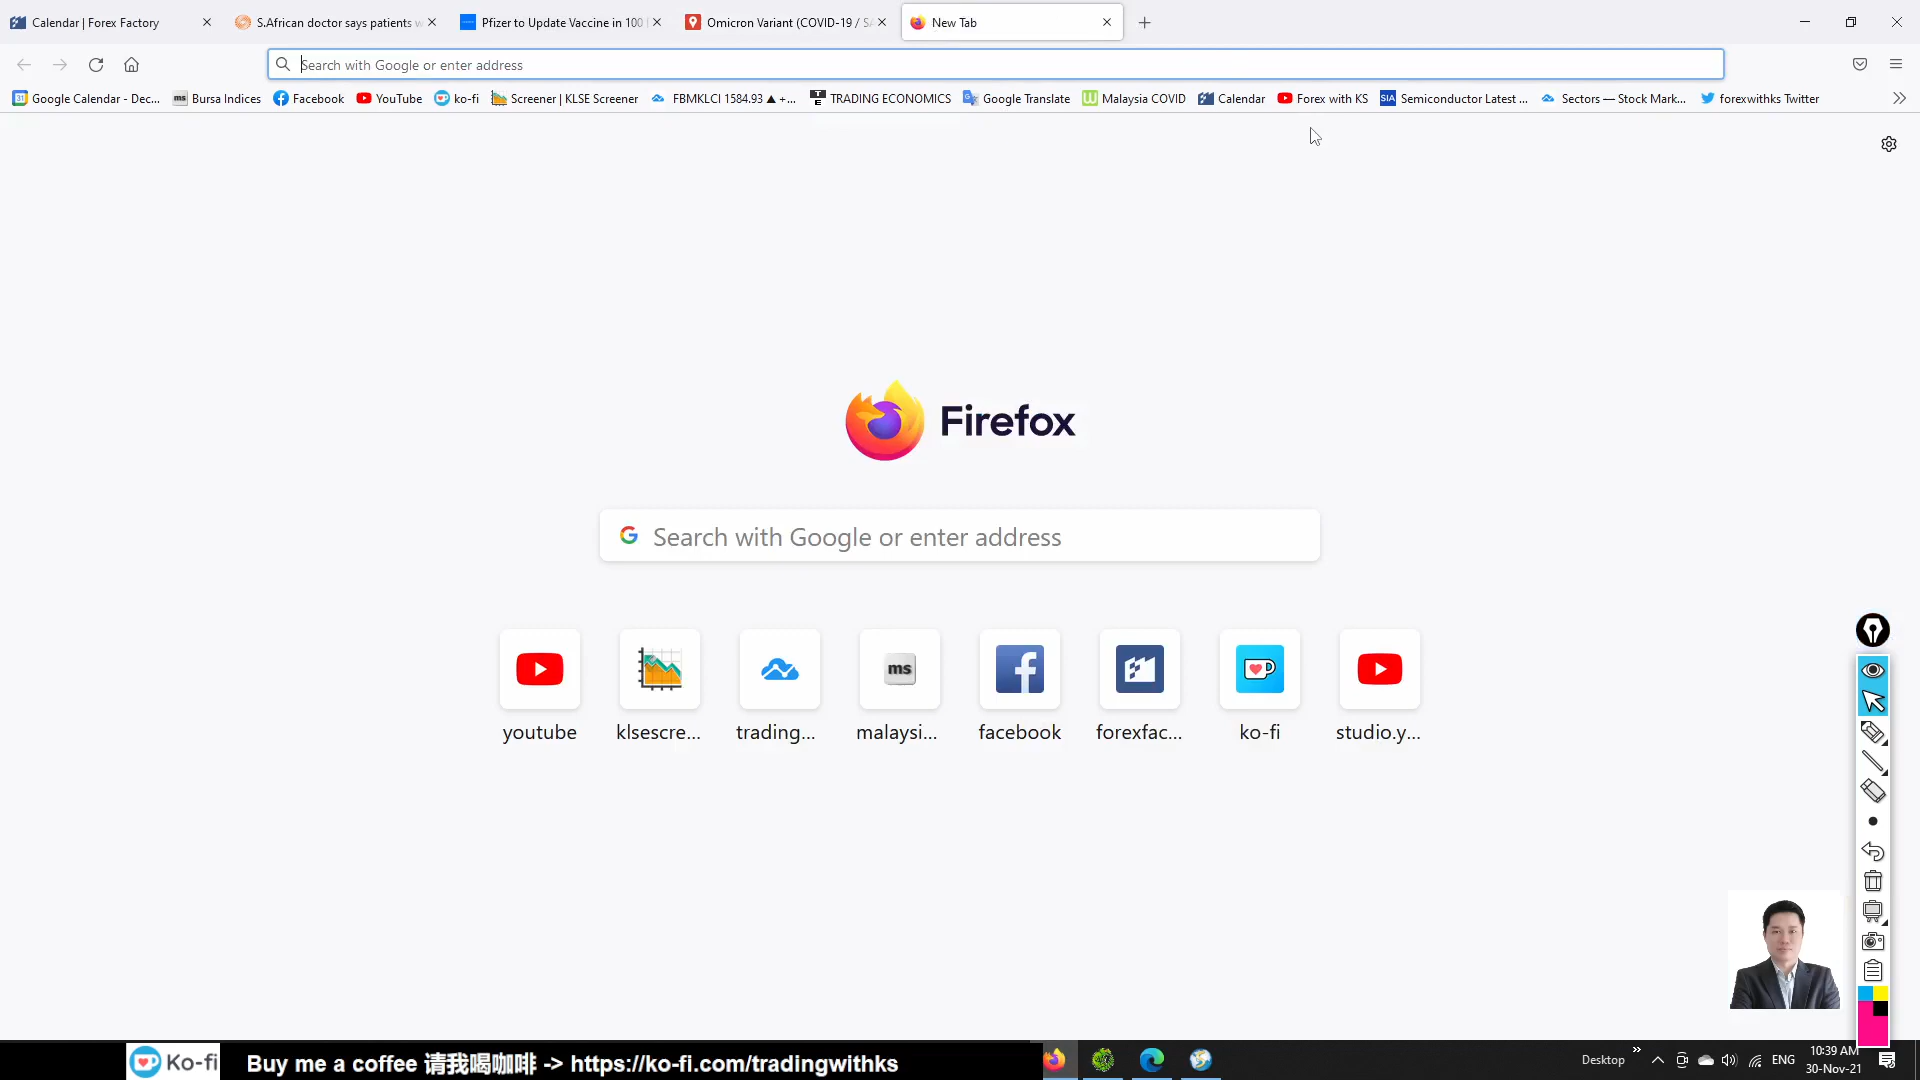 Calendar | Forex Factory
S.African doctor says patients w
Pfizer to Update Vaccine in 100
Omicron Variant (COVID-19 / SA
New Tab
Search with Google or enter address
31 Google Calendar - Dec...
ms Bursa Indices
Facebook
YouTube
ko-fi
Screener | KLSE Screener
FBMKLCI 1584.93 ▲ +...
TRADING ECONOMICS
Google Translate
Malaysia COVID
Calendar
Forex with KS
SIA Semiconductor Latest ...
Sectors — Stock Mark...
forexwithks Twitter
Firefox
Search with Google or enter address
ms
youtube
klsescre...
trading...
malaysi...
facebook
forexfac...
ko-fi
studio.y...
Ko-fi
Buy me a coffee 请我喝咖啡 -> https://ko-fi.com/tradingwithks
Desktop
ENG
10:39 AM
30-Nov-21